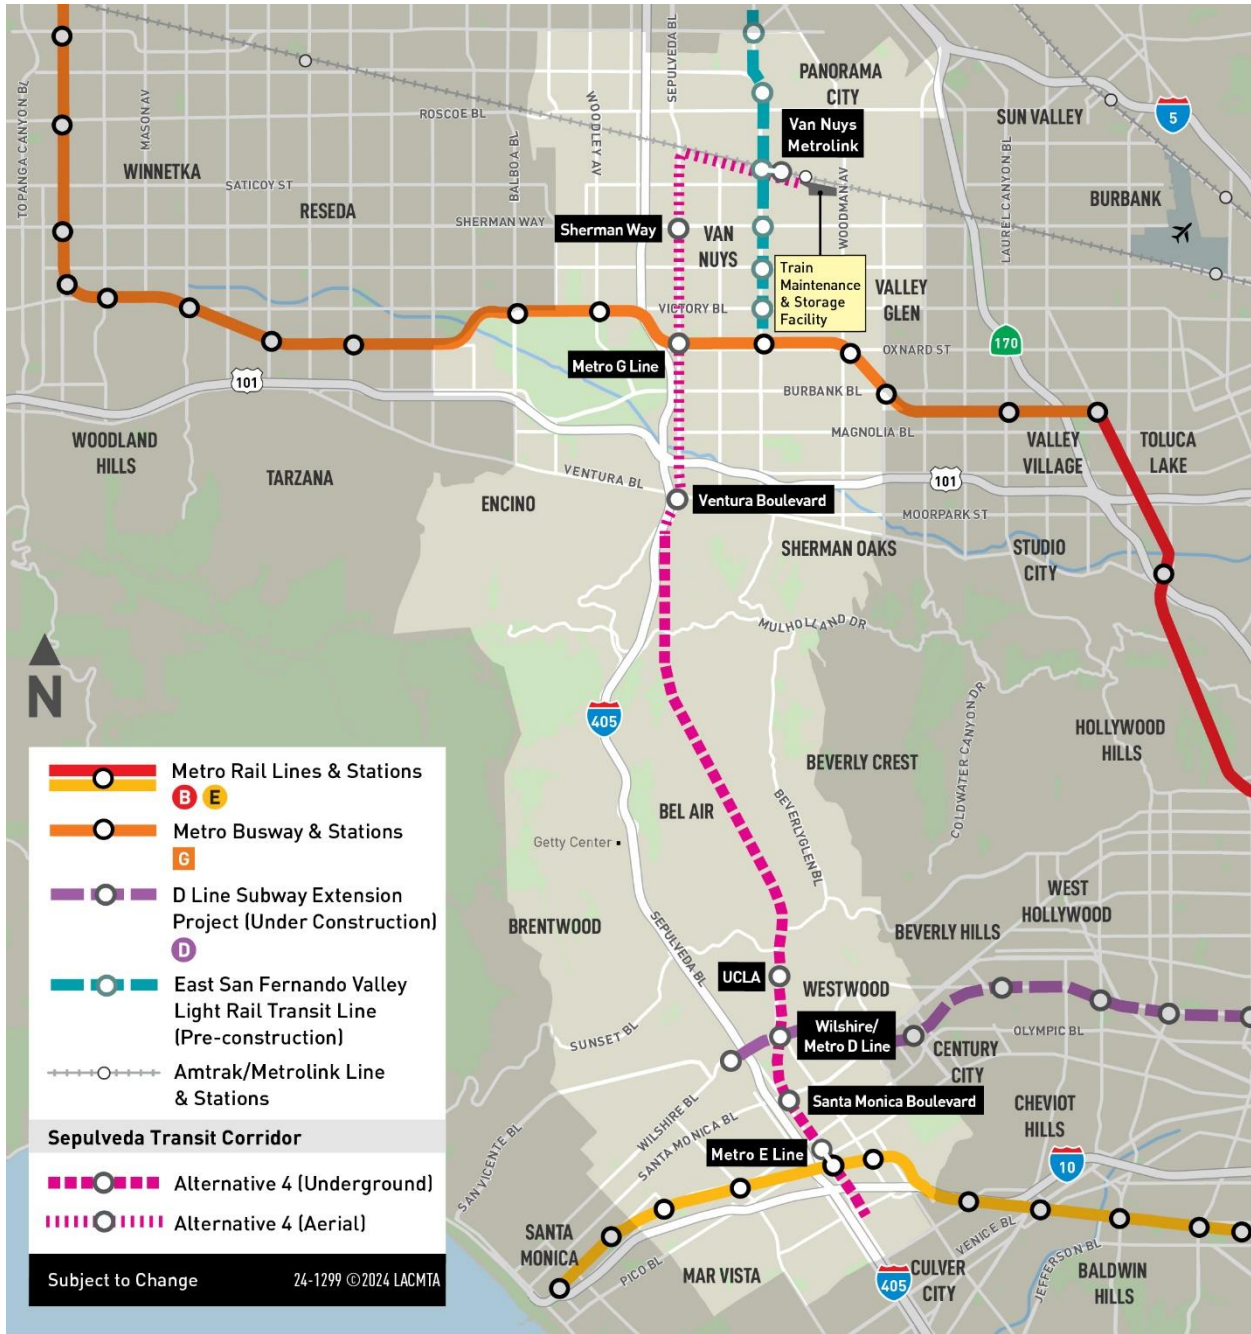 SEPULVEDA BL
PANORAMA
CITY
TOPANGA CANYON BL
MASON AV
ROSCOE BL
WOODLEY AV
BALBOA BL
Van Nuys
Metrolink
SUN VALLEY
5
WINNETKA
SATICOY ST
RESEDA
SHERMAN WAY
Sherman Way
VAN
NUYS
WOODMAN AV
LAUREL CANYON BL
BURBANK
Train
Maintenance
& Storage
Facility
VALLEY
GLEN
VICTORY BL
170
OXNARD ST
Metro G Line
101
BURBANK BL
MAGNOLIA BL
WOODLAND
HILLS
TARZANA
VENTURA BL
ENCINO
Ventura Boulevard
101
VALLEY
VILLAGE
TOLUCA
LAKE
MOORPARK ST
SHERMAN OAKS
STUDIO
CITY
MULHOLLAND DR
N
405
COLDWATER CANYON DR
HOLLYWOOD
HILLS
BEVERLY CREST
BEVERLY GLEN BL
BEL AIR
Getty Center
BRENTWOOD
SEPULVEDA BL
WEST
HOLLYWOOD
BEVERLY HILLS
UCLA
WESTWOOD
SUNSET BL
Wilshire/
Metro D Line
OLYMPIC BL
CENTURY
CITY
WILSHIRE BL
SANTA MONICA BL
Santa Monica Boulevard
CHEVIOT
HILLS
SAN VICENTE BL
Metro E Line
10
SANTA
MONICA
PICO BL
MAR VISTA
VENICE BL
JEFFERSON BL
405
CULVER
CITY
BALDWIN
HILLS
Metro Rail Lines & Stations
B E
Metro Busway & Stations
G
D Line Subway Extension
Project (Under Construction)
D
East San Fernando Valley
Light Rail Transit Line
(Pre-construction)
Amtrak/Metrolink Line
& Stations
Sepulveda Transit Corridor
Alternative 4 (Underground)
Alternative 4 (Aerial)
Subject to Change 24-1299 ©2024 LACMTA